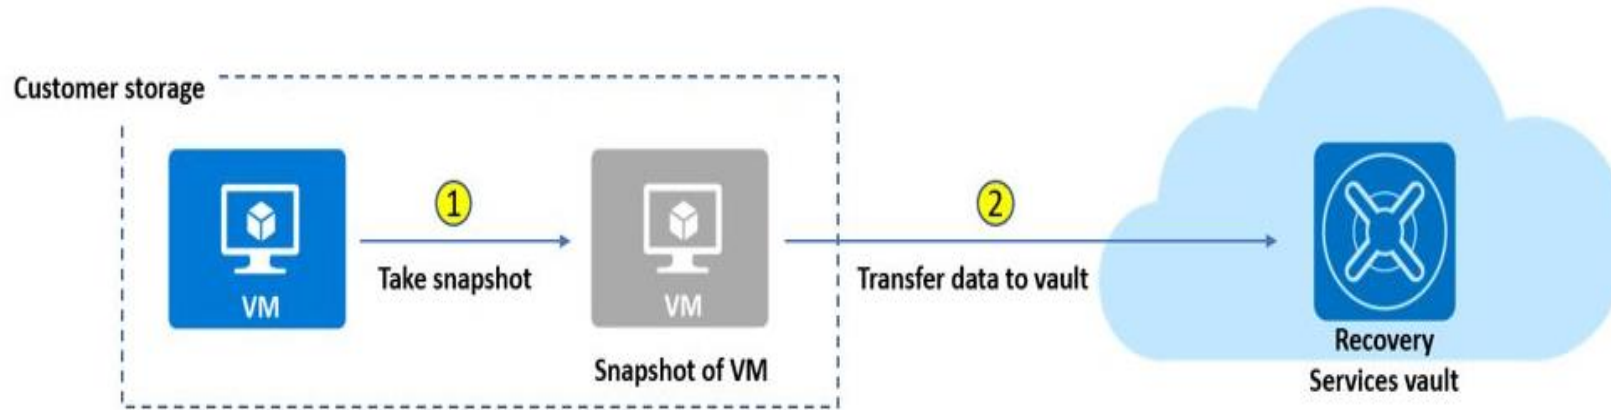 Customer storage
VM
1
Take snapshot
VM
Snapshot of VM
2
Transfer data to vault
Recovery
Services vault